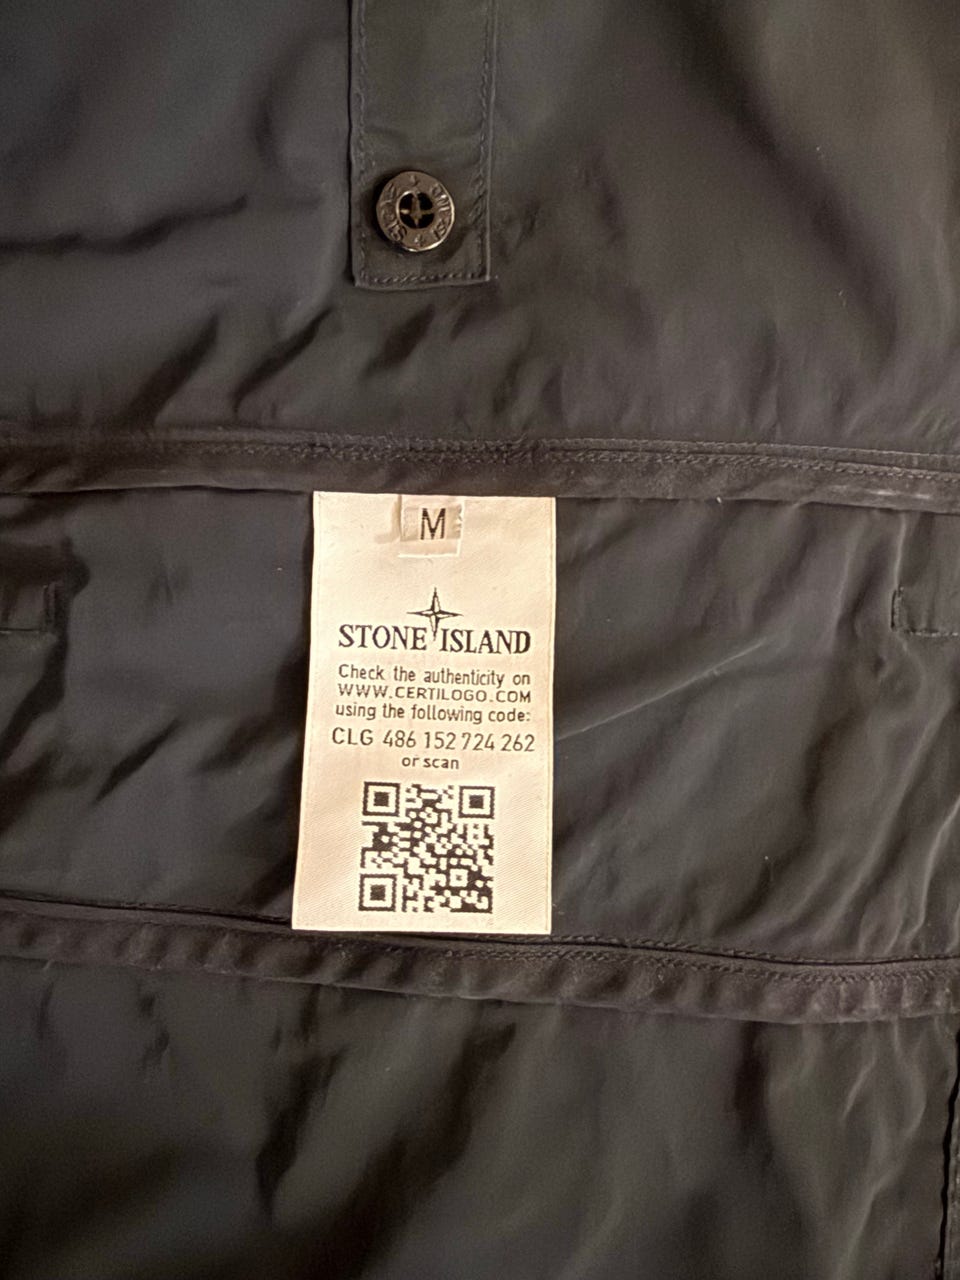 M
STONE ISLAND
Check the authenticity on
WWW.CERTILOGO.COM
using the following code:
CLG 486 152 724 262
or scan